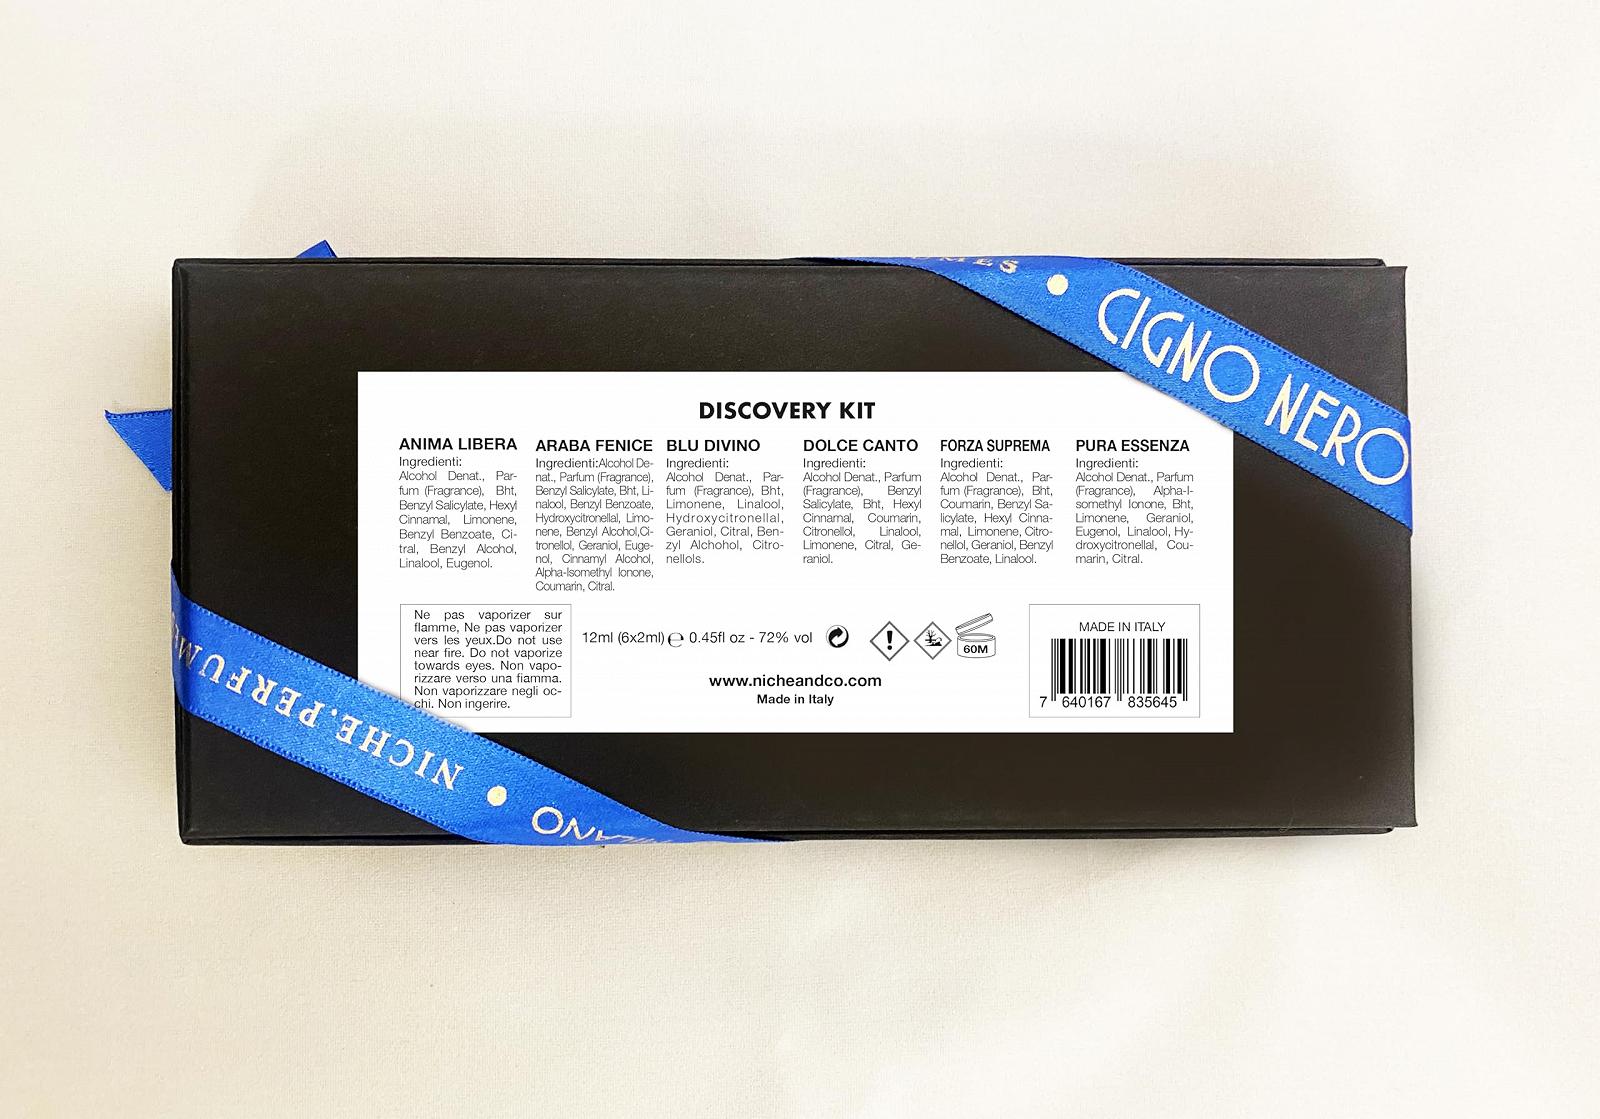 UMES • CIGNO NERO
DISCOVERY KIT
ANIMA LIBERA
Ingredienti:
Alcohol Denat., Par-
fum (Fragrance), Bht,
Benzyl Salicylate, Hexyl
Cinnamal, Limonene,
Benzyl Benzoate, Ci-
tral, Benzyl Alcohol,
Linalool, Eugenol.
ARABA FENICE
Ingredienti:Alcohol De-
nat., Parfum (Fragrance),
Benzyl Salicylate, Bht, Li-
nalool, Benzyl Benzoate,
Hydroxycitronellal, Limo-
nene, Benzyl Alcohol,Ci-
tronellol, Geraniol, Euge-
nol, Cinnamyl Alcohol,
Alpha-Isomethyl Ionone,
Coumarin, Citral.
BLU DIVINO
Ingredienti:
Alcohol Denat., Par-
fum (Fragrance), Bht,
Limonene, Linalool,
Hydroxycitronellal,
Geraniol, Citral, Ben-
zyl Alchohol, Citro-
nellols.
DOLCE CANTO
Ingredienti:
Alcohol Denat., Parfum
(Fragrance), Benzyl
Salicylate, Bht, Hexyl
Cinnamal, Coumarin,
Citronellol, Linalool,
Limonene, Citral, Ge-
raniol.
FORZA SUPREMA
Ingredienti:
Alcohol Denat., Par-
fum (Fragrance), Bht,
Coumarin, Benzyl Sa-
licylate, Hexyl Cinna-
mal, Limonene, Citro-
nellol, Geraniol, Benzyl
Benzoate, Linalool.
PURA ESSENZA
Ingredienti:
Alcohol Denat., Parfum
(Fragrance), Alpha-I-
somethyl Ionone, Bht,
Limonene, Geraniol,
Eugenol, Linalool, Hy-
droxycitronellal, Cou-
marin, Citral.
Ne pas vaporizer sur
flamme, Ne pas vaporizer
vers les yeux.Do not use
near fire. Do not vaporize
towards eyes. Non vapo-
rizzare verso una fiamma.
Non vaporizzare negli oc-
chi. Non ingerire.
12ml (6x2ml) ℮ 0.45fl oz - 72% vol
60M
www.nicheandco.com
Made in Italy
MADE IN ITALY
7 640167 835645
MILANO • NICHE.PERFUM